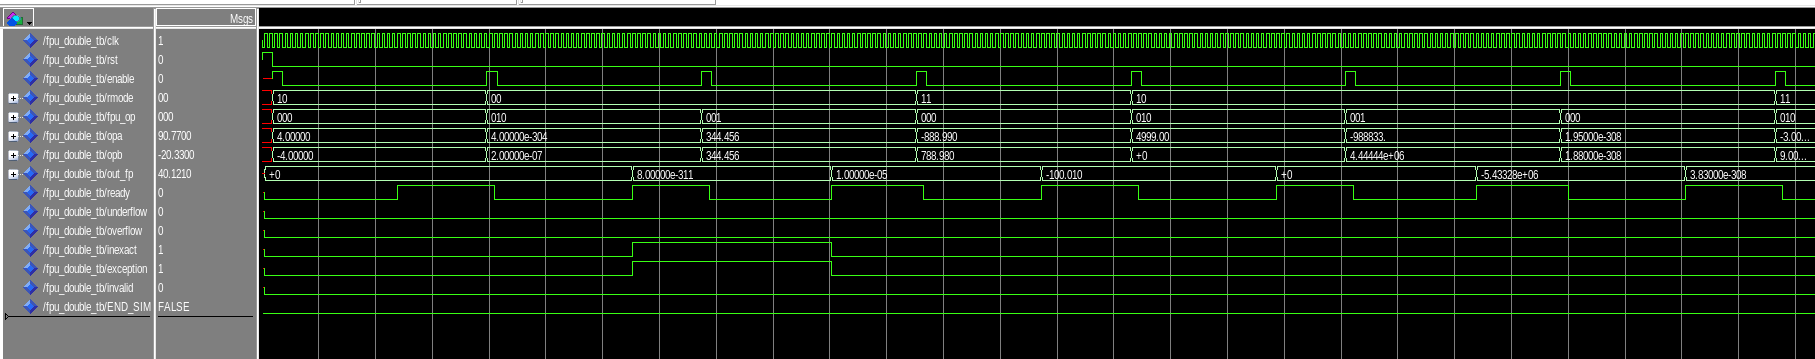 Msgs
/fpu_double_tb/clk 1
/fpu_double_tb/rst 0
/fpu_double_tb/enable 0
/fpu_double_tb/rmode 00 10 00 11 10 11
/fpu_double_tb/fpu_op 000 000 010 001 000 010 001 000 010
/fpu_double_tb/opa 90.7700 4.00000 4.00000e-304 344.456 -888.990 4999.00 -988833. 1.95000e-308 -3.00...
/fpu_double_tb/opb -20.3300 -4.00000 2.00000e-07 344.456 788.980 +0 4.44444e+06 1.88000e-308 9.00...
/fpu_double_tb/out_fp 40.1210 +0 8.00000e-311 1.00000e-05 -100.010 +0 -5.43328e+06 3.83000e-308
/fpu_double_tb/ready 0
/fpu_double_tb/underflow 0
/fpu_double_tb/overflow 0
/fpu_double_tb/inexact 1
/fpu_double_tb/exception 1
/fpu_double_tb/invalid 0
/fpu_double_tb/END_SIM FALSE